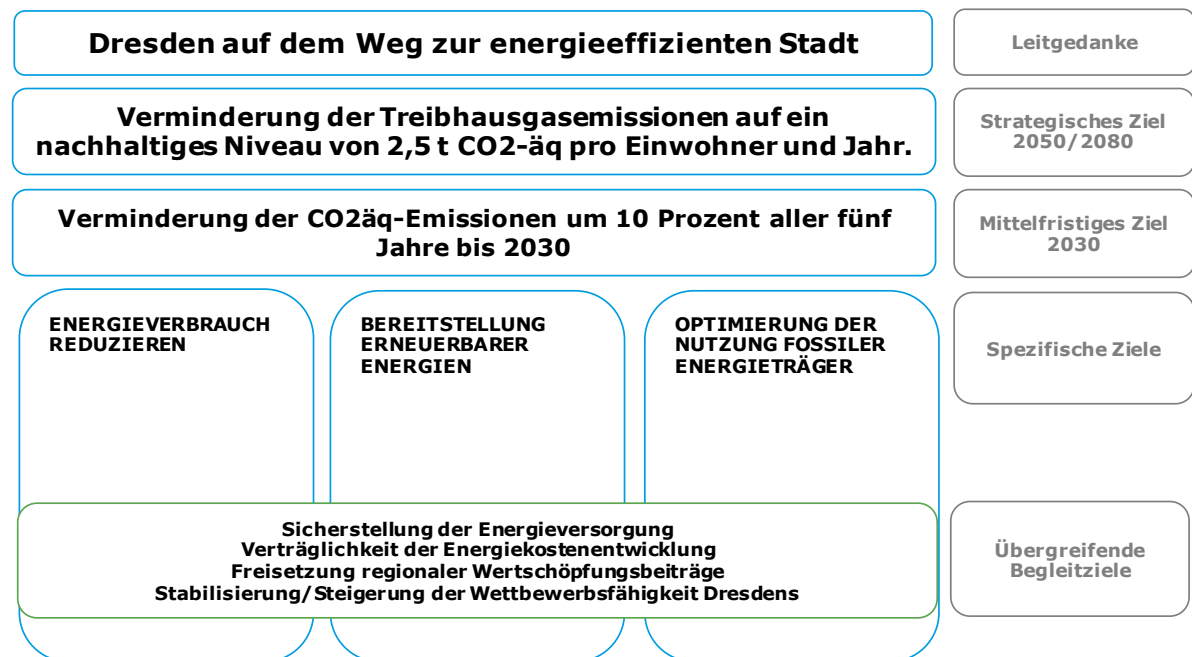 Dresden auf dem Weg zur energieeffizienten Stadt
Leitgedanke
Verminderung der Treibhausgasemissionen auf ein
nachhaltiges Niveau von 2,5 t CO2-äq pro Einwohner und Jahr.
Strategisches Ziel
2050/2080
Verminderung der CO2äq-Emissionen um 10 Prozent aller fünf
Jahre bis 2030
Mittelfristiges Ziel
2030
ENERGIEVERBRAUCH
REDUZIEREN
BEREITSTELLUNG
ERNEUERBARER
ENERGIEN
OPTIMIERUNG DER
NUTZUNG FOSSILER
ENERGIETRÄGER
Spezifische Ziele
Sicherstellung der Energieversorgung
Verträglichkeit der Energiekostenentwicklung
Freisetzung regionaler Wertschöpfungsbeiträge
Stabilisierung/Steigerung der Wettbewerbsfähigkeit Dresdens
Übergreifende
Begleitziele